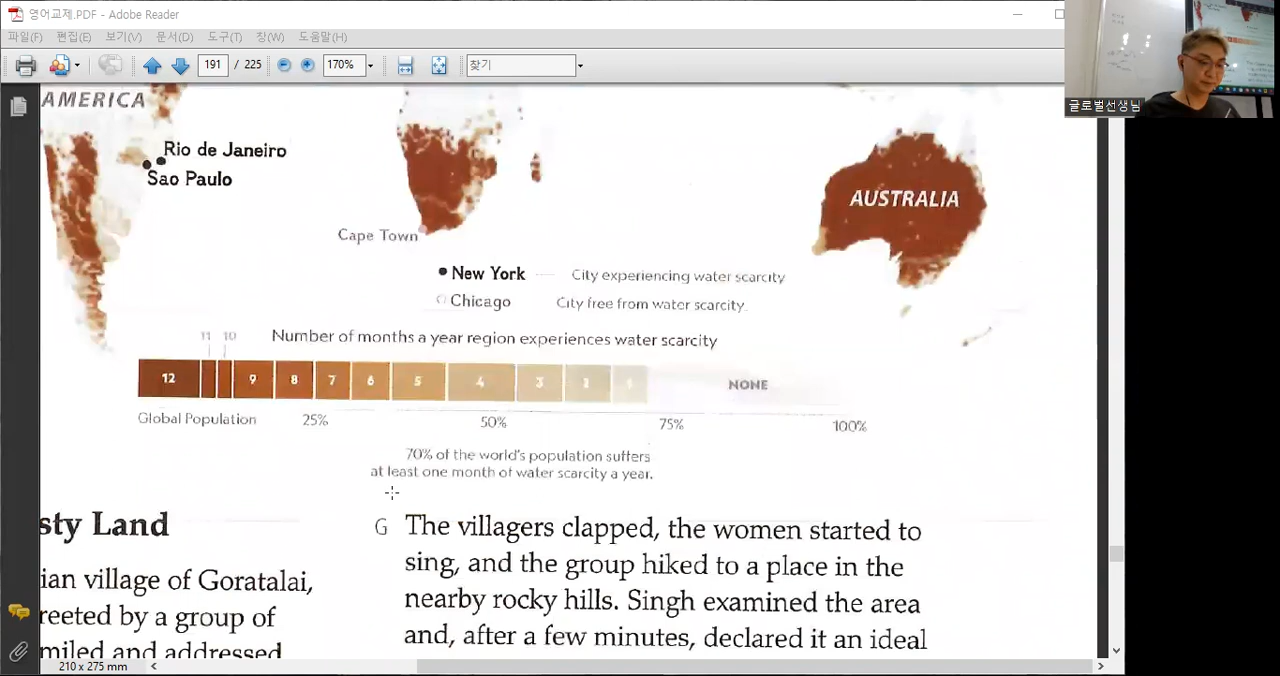 영어교제.PDF - Adobe Reader
파일(F) 편집(E) 보기(V) 문서(D) 도구(T) 창(W) 도움말(H)
191 / 225 170% 찾기
글로벌선생님
AMERICA
Rio de Janeiro
Sao Paulo
AUSTRALIA
Cape Town
New York City experiencing water scarcity
Chicago City free from water scarcity
11 10 Number of months a year region experiences water scarcity
12 9 8 7 6 5 4 3 2 1 NONE
Global Population 25% 50% 75% 100%
70% of the world's population suffers
at least one month of water scarcity a year.
sty Land
ian village of Goratalai,
reeted by a group of
miled and addressed
G The villagers clapped, the women started to
sing, and the group hiked to a place in the
nearby rocky hills. Singh examined the area
and, after a few minutes, declared it an ideal
210 x 275 mm